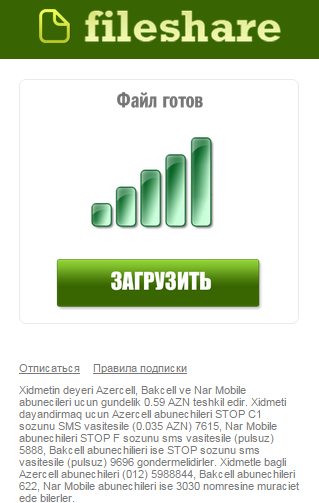 fileshare
Файл готов
ЗАГРУЗИТЬ
Отписаться Правила подписки
Xidmetin deyeri Azercell, Bakcell ve Nar Mobile
abunecileri ucun gundelik 0.59 AZN teshkil edir. Xidmeti
dayandirmaq ucun Azercell abunechileri STOP C1
sozunu SMS vasitesile (0.035 AZN) 7615, Nar Mobile
abunechileri STOP F sozunu sms vasitesile (pulsuz)
5888, Bakcell abunechileri ise STOP sozunu sms
vasitesile (pulsuz) 9696 gondermelidirler. Xidmetle bagli
Azercell abunechileri (012) 5988844, Bakcell abunechileri
622, Nar Mobile abunechileri ise 3030 nomresine muraciet
ede bilerler.